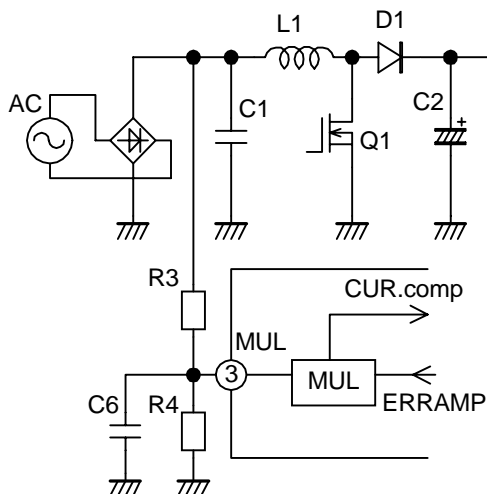 L1
D1
AC
C1
C2
+
Q1
R3
CUR.comp
MUL
3
MUL
C6
R4
ERRAMP